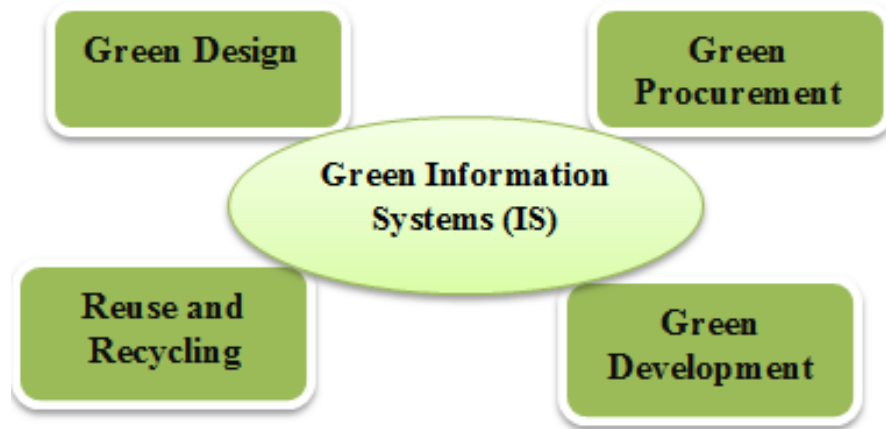 Green Design
Green
Procurement
Green Information
Systems (IS)
Reuse and
Recycling
Green
Development